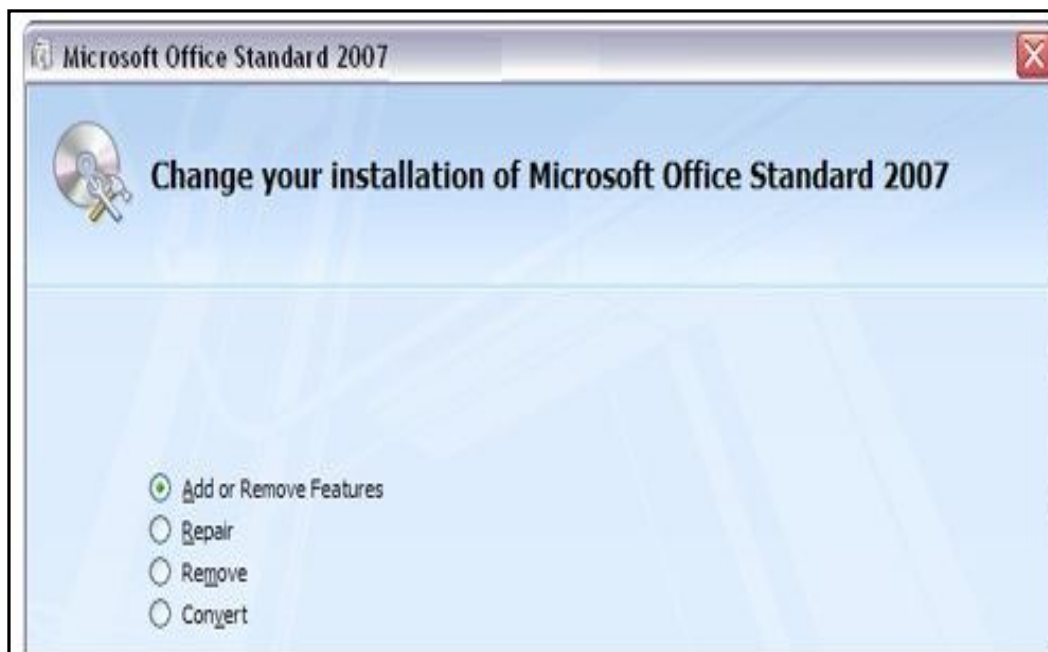 Microsoft Office Standard 2007
Change your installation of Microsoft Office Standard 2007
Add or Remove Features
Repair
Remove
Convert